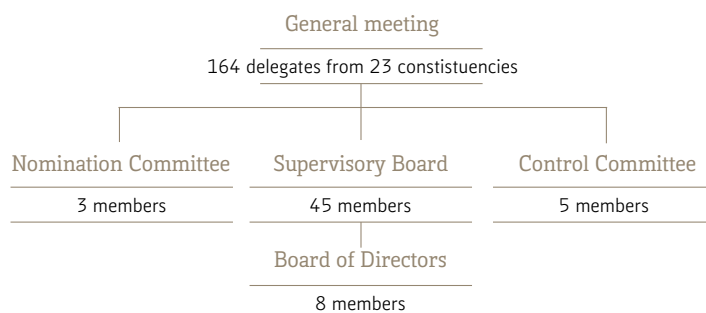 General meeting
164 delegates from 23 constistuencies
Nomination Committee
Supervisory Board
Control Committee
3 members
45 members
5 members
Board of Directors
8 members